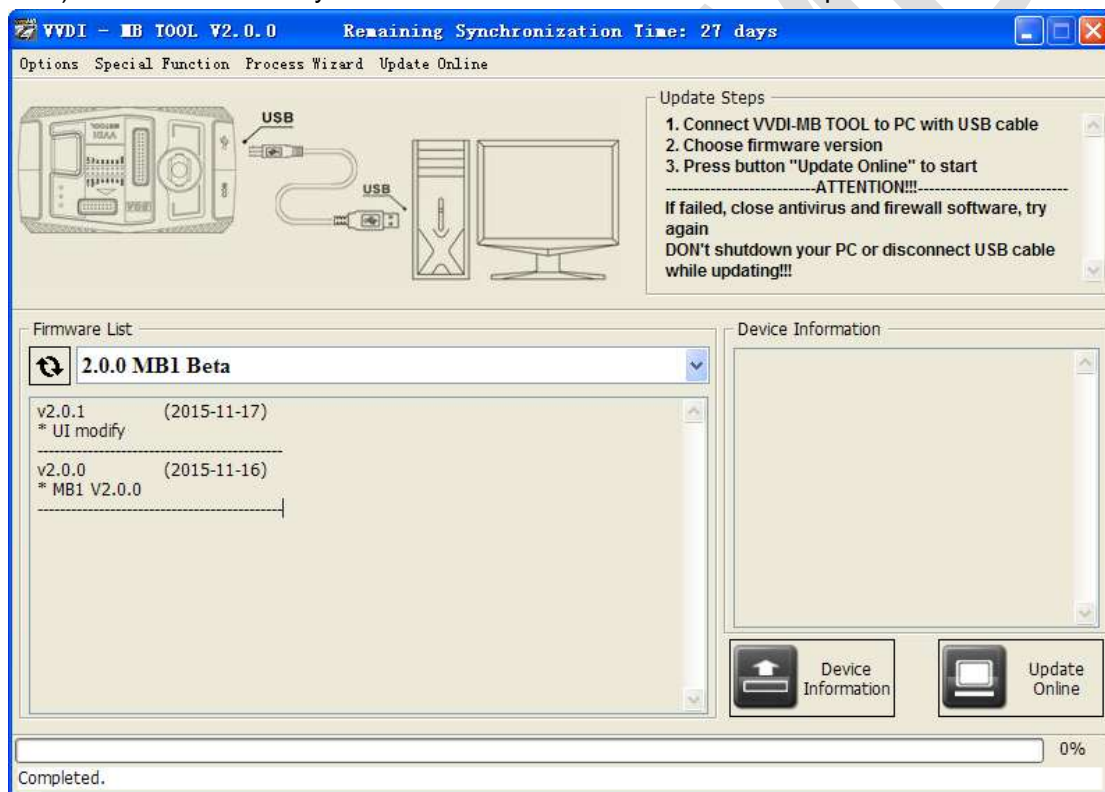 VVDI - MB TOOL V2.0.0 Remaining Synchronization Time: 27 days
Options Special Function Process Wizard Update Online
USB
USB
Update Steps
1. Connect VVDI-MB TOOL to PC with USB cable
2. Choose firmware version
3. Press button "Update Online" to start
----------------------------ATTENTION!!!----------------------------
If failed, close antivirus and firewall software, try
again
DON't shutdown your PC or disconnect USB cable
while updating!!!
Firmware List
2.0.0 MB1 Beta
v2.0.1 (2015-11-17)
* UI modify
----------------------------------------
v2.0.0 (2015-11-16)
* MB1 V2.0.0
----------------------------------------
Device Information
Device
Information
Update
Online
0%
Completed.